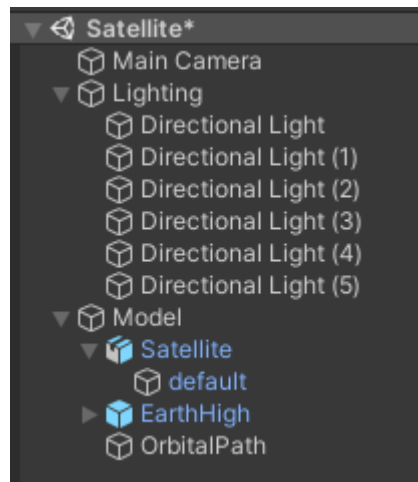 Satellite*
Main Camera
Lighting
Directional Light
Directional Light (1)
Directional Light (2)
Directional Light (3)
Directional Light (4)
Directional Light (5)
Model
Satellite
default
EarthHigh
OrbitalPath